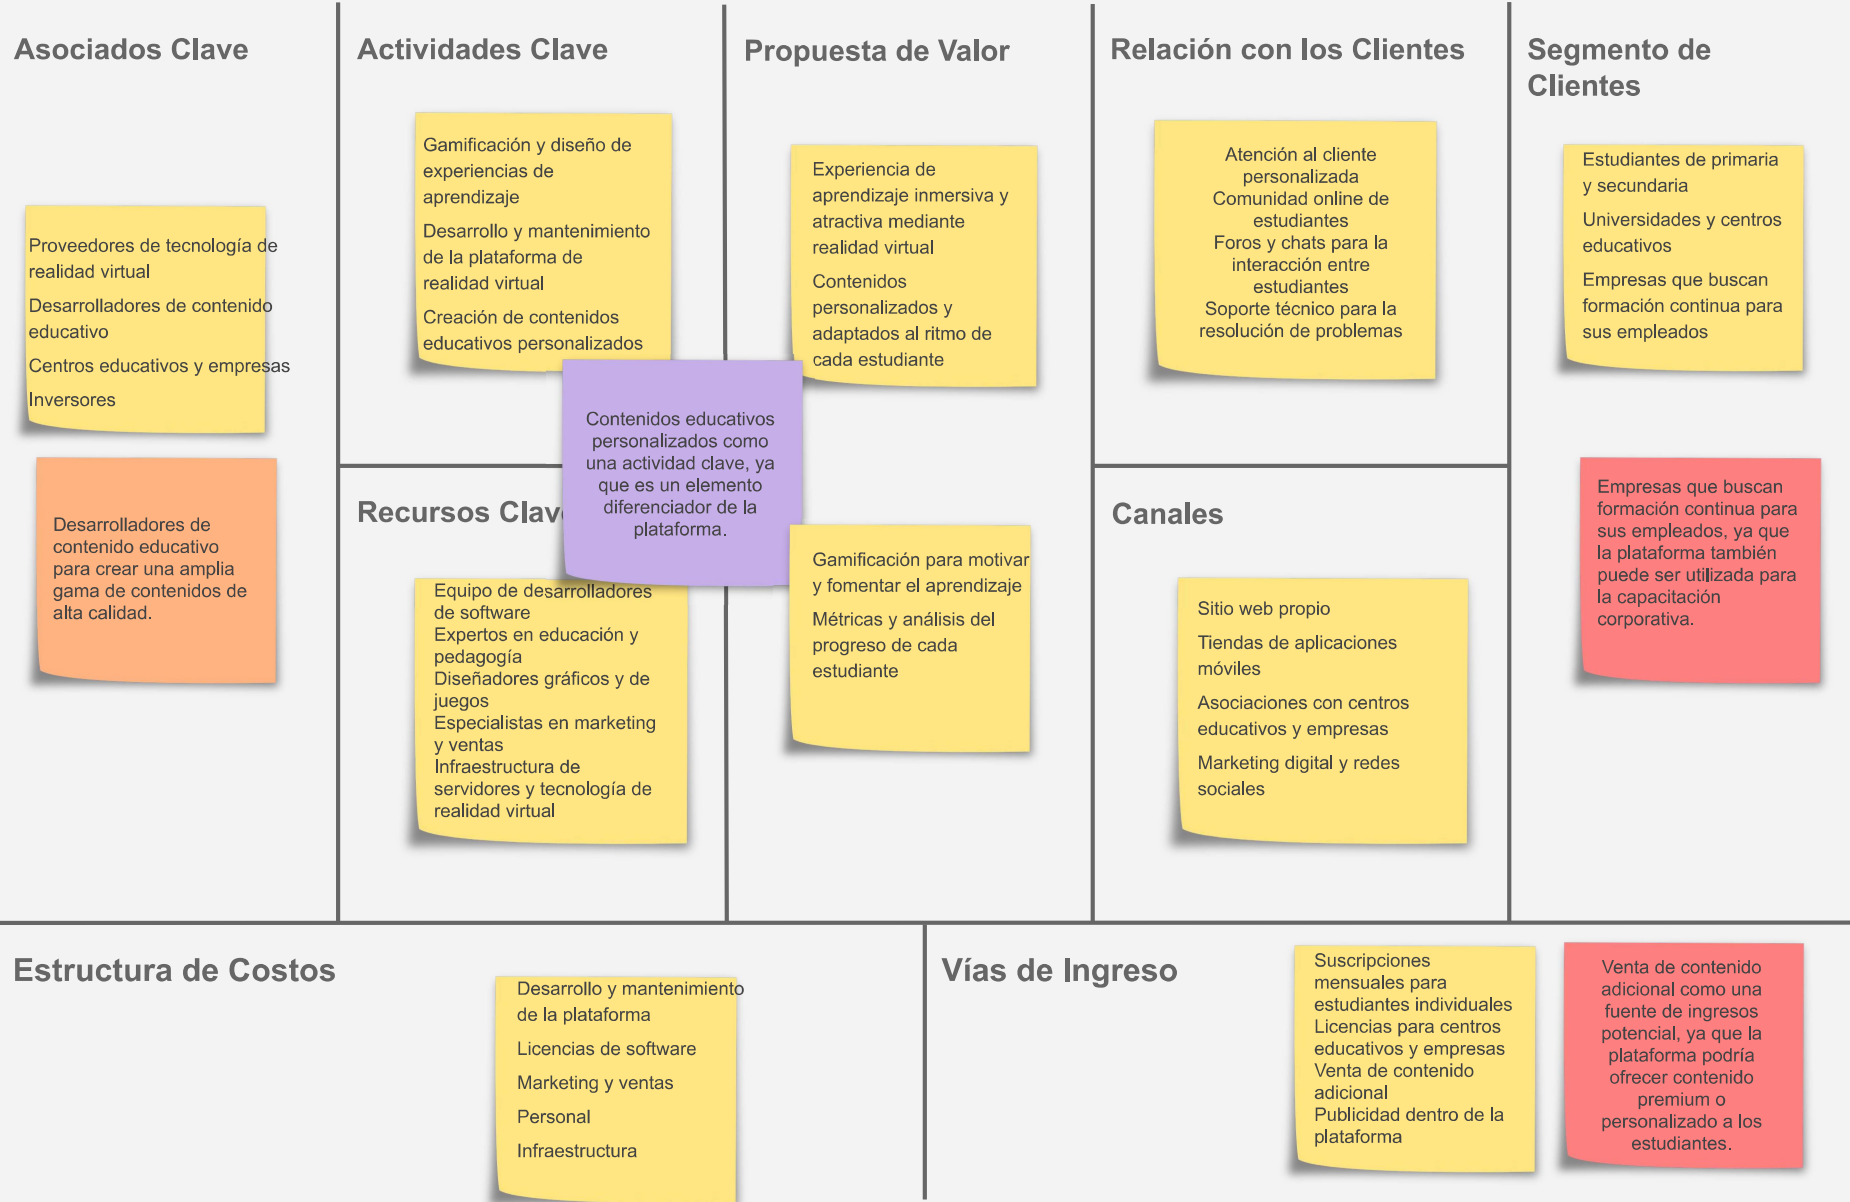 Asociados Clave
Proveedores de tecnología de
realidad virtual
Desarrolladores de contenido
educativo
Centros educativos y empresas
Inversores
Desarrolladores de
contenido educativo
para crear una amplia
gama de contenidos de
alta calidad.
Actividades Clave
Gamificación y diseño de
experiencias de
aprendizaje
Desarrollo y mantenimiento
de la plataforma de
realidad virtual
Creación de contenidos
educativos personalizados
Contenidos educativos
personalizados como
una actividad clave, ya
que es un elemento
diferenciador de la
plataforma.
Recursos Clav
Equipo de desarrolladores
de software
Expertos en educación y
pedagogía
Diseñadores gráficos y de
juegos
Especialistas en marketing
y ventas
Infraestructura de
servidores y tecnología de
realidad virtual
Propuesta de Valor
Experiencia de
aprendizaje inmersiva y
atractiva mediante
realidad virtual
Contenidos
personalizados y
adaptados al ritmo de
cada estudiante
Gamificación para motivar
y fomentar el aprendizaje
Métricas y análisis del
progreso de cada
estudiante
Relación con los Clientes
Atención al cliente
personalizada
Comunidad online de
estudiantes
Foros y chats para la
interacción entre
estudiantes
Soporte técnico para la
resolución de problemas
Canales
Sitio web propio
Tiendas de aplicaciones
móviles
Asociaciones con centros
educativos y empresas
Marketing digital y redes
sociales
Segmento de
Clientes
Estudiantes de primaria
y secundaria
Universidades y centros
educativos
Empresas que buscan
formación continua para
sus empleados
Empresas que buscan
formación continua para
sus empleados, ya que
la plataforma también
puede ser utilizada para
la capacitación
corporativa.
Estructura de Costos
Desarrollo y mantenimiento
de la plataforma
Licencias de software
Marketing y ventas
Personal
Infraestructura
Vías de Ingreso
Suscripciones
mensuales para
estudiantes individuales
Licencias para centros
educativos y empresas
Venta de contenido
adicional
Publicidad dentro de la
plataforma
Venta de contenido
adicional como una
fuente de ingresos
potencial, ya que la
plataforma podría
ofrecer contenido
premium o
personalizado a los
estudiantes.